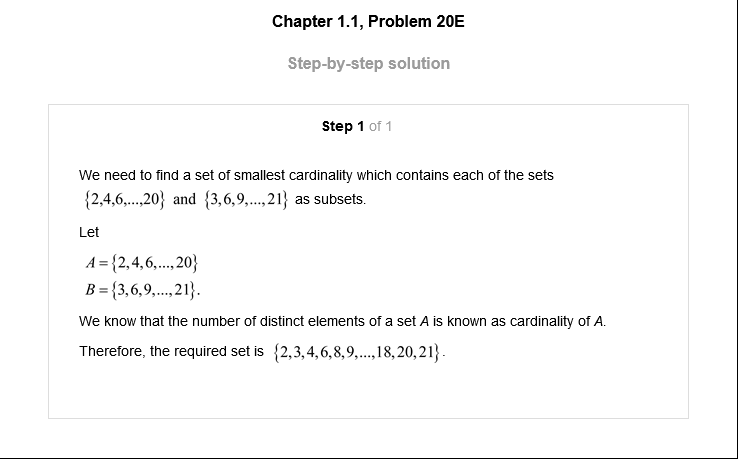 Chapter 1.1, Problem 20E
Step-by-step solution
Step 1 of 1
We need to find a set of smallest cardinality which contains each of the sets
{2,4,6,...,20} and {3,6,9,...,21} as subsets.
Let
A={2,4,6,...,20}
B={3,6,9,...,21}.
We know that the number of distinct elements of a set A is known as cardinality of A.
Therefore, the required set is {2,3,4,6,8,9,...,18,20,21}.